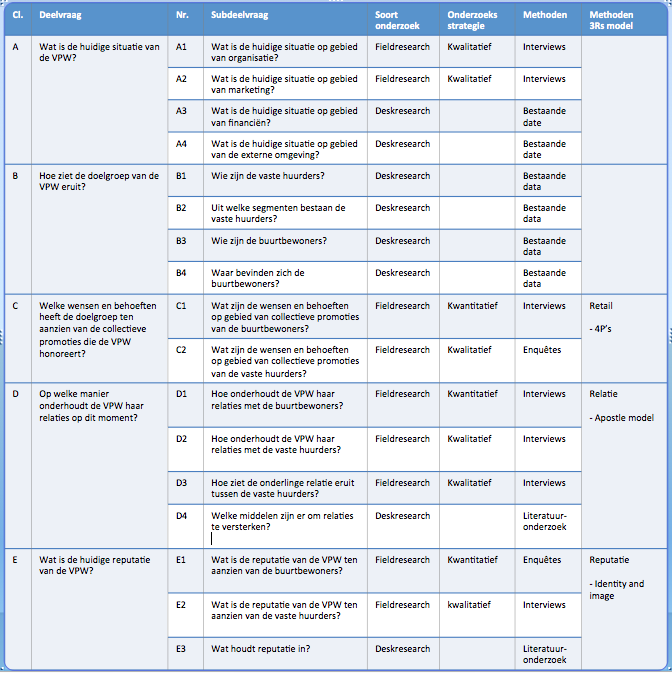 Cl. Deelvraag Nr. Subdeelvraag Soort Onderzoeks Methoden Methoden
onderzoek strategie 3Rs model
A Wat is de huidige situatie van A1 Wat is de huidige situatie op gebied Fieldresearch Kwalitatief Interviews
de VPW? van organisatie?
A2 Wat is de huidige situatie op gebied Fieldresearch Kwalitatief Interviews
van marketing?
A3 Wat is de huidige situatie op gebied Deskresearch Bestaande
van financiën? date
A4 Wat is de huidige situatie op gebied Deskresearch Bestaande
van de externe omgeving? date
B Hoe ziet de doelgroep van de B1 Wie zijn de vaste huurders? Deskresearch Bestaande
VPW eruit? data
B2 Uit welke segmenten bestaan de Deskresearch Bestaande
vaste huurders? data
B3 Wie zijn de buurtbewoners? Deskresearch Bestaande
data
B4 Waar bevinden zich de Deskresearch Bestaande
buurtbewoners? data
C Welke wensen en behoeften C1 Wat zijn de wensen en behoeften Fieldresearch Kwantitatief Interviews Retail
heeft de doelgroep ten op gebied van collectieve promoties
aanzien van de collectieve van de buurtbewoners? - 4P's
promoties die de VPW C2 Wat zijn de wensen en behoeften Fieldresearch Kwalitatief Enquêtes
honoreert? op gebied van collectieve promoties
van de vaste huurders?
D Op welke manier D1 Hoe onderhoudt de VPW haar Fieldresearch Kwantitatief Interviews Relatie
onderhoudt de VPW haar relaties met de buurtbewoners?
relaties op dit moment? - Apostle model
D2 Hoe onderhoudt de VPW haar Fieldresearch Kwalitatief Interviews
relaties met de vaste huurders?
D3 Hoe ziet de onderlinge relatie eruit Fieldresearch Kwalitatief Interviews
tussen de vaste huurders?
D4 Welke middelen zijn er om relaties Deskresearch Literatuur-
te versterken? onderzoek
E Wat is de huidige reputatie E1 Wat is de reputatie van de VPW ten Fieldresearch Kwantitatief Enquêtes Reputatie
van de VPW? aanzien van de buurtbewoners?
- Identity and
E2 Wat is de reputatie van de VPW ten Fieldresearch kwalitatief Interviews image
aanzien van de vaste huurders?
E3 Wat houdt reputatie in? Deskresearch Literatuur-
onderzoek